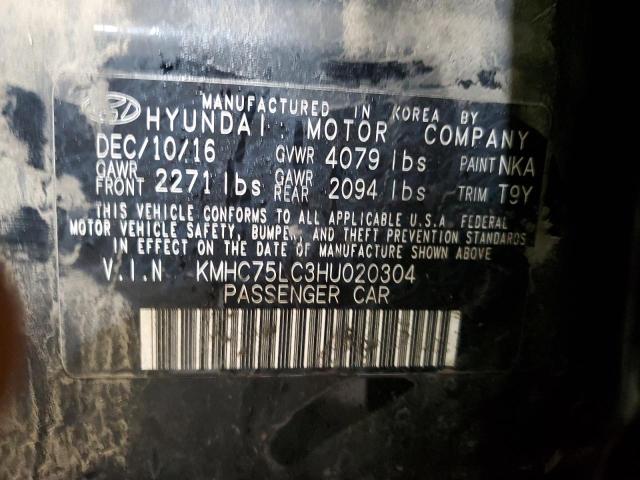 MANUFACTURED IN KOREA BY
HYUNDAI MOTOR COMPANY
DEC/10/16 GVWR 4079 lbs PAINT NKA
GAWR FRONT 2271 lbs GAWR REAR 2094 lbs TRIM T9Y
THIS VEHICLE CONFORMS TO ALL APPLICABLE U.S.A. FEDERAL
MOTOR VEHICLE SAFETY, BUMPER, AND THEFT PREVENTION STANDARDS
IN EFFECT ON THE DATE OF MANUFACTURE SHOWN ABOVE.
V.I.N KMHC75LC3HU020304
PASSENGER CAR